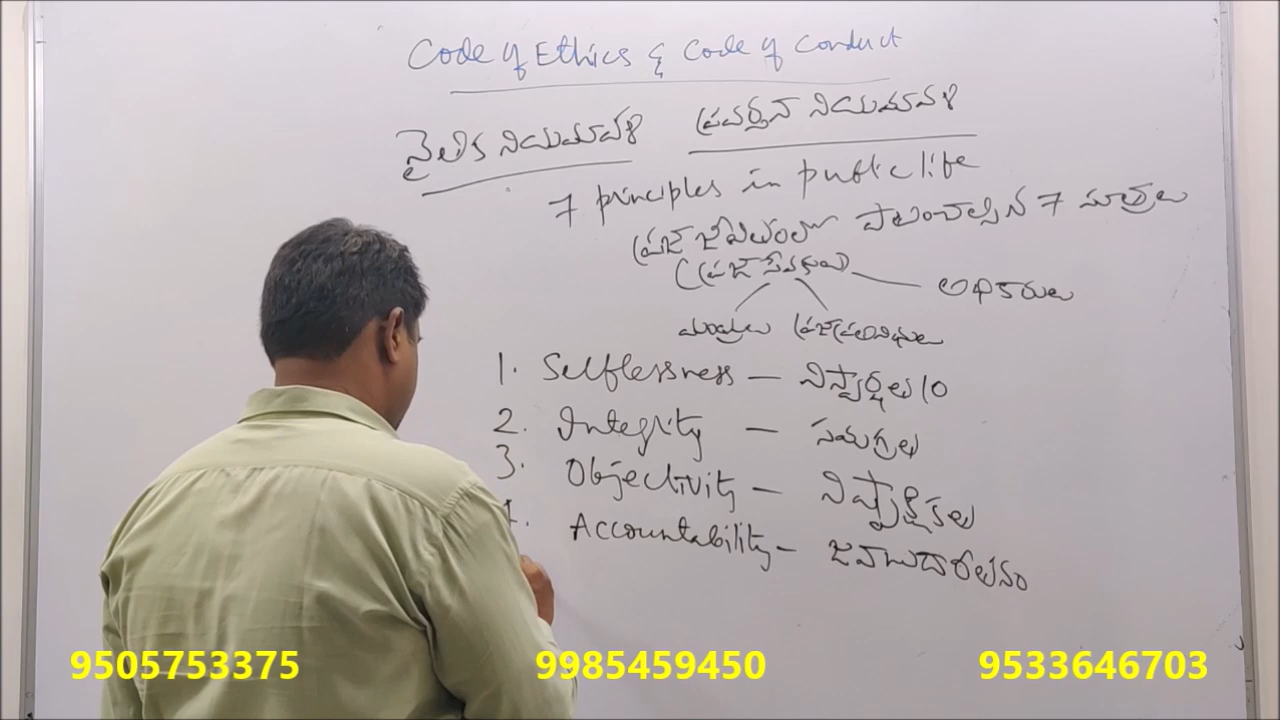 Code of Ethics & Code of Conduct
నైతిక నియమావళి ప్రవర్తన నియమావళి
7 principles in public life
ప్రజా జీవితంలో పాటించాల్సిన 7 సూత్రాలు
(ప్రజా సేవకులు) — అధికారులు
మంత్రులు ప్రజాప్రతినిధులు
1. Selflessness — నిస్వార్థత
2. Integrity — సమగ్రత
3. Objectivity — నిష్పాక్షికత
4. Accountability — జవాబుదారీతనం
9505753375 9985459450 9533646703